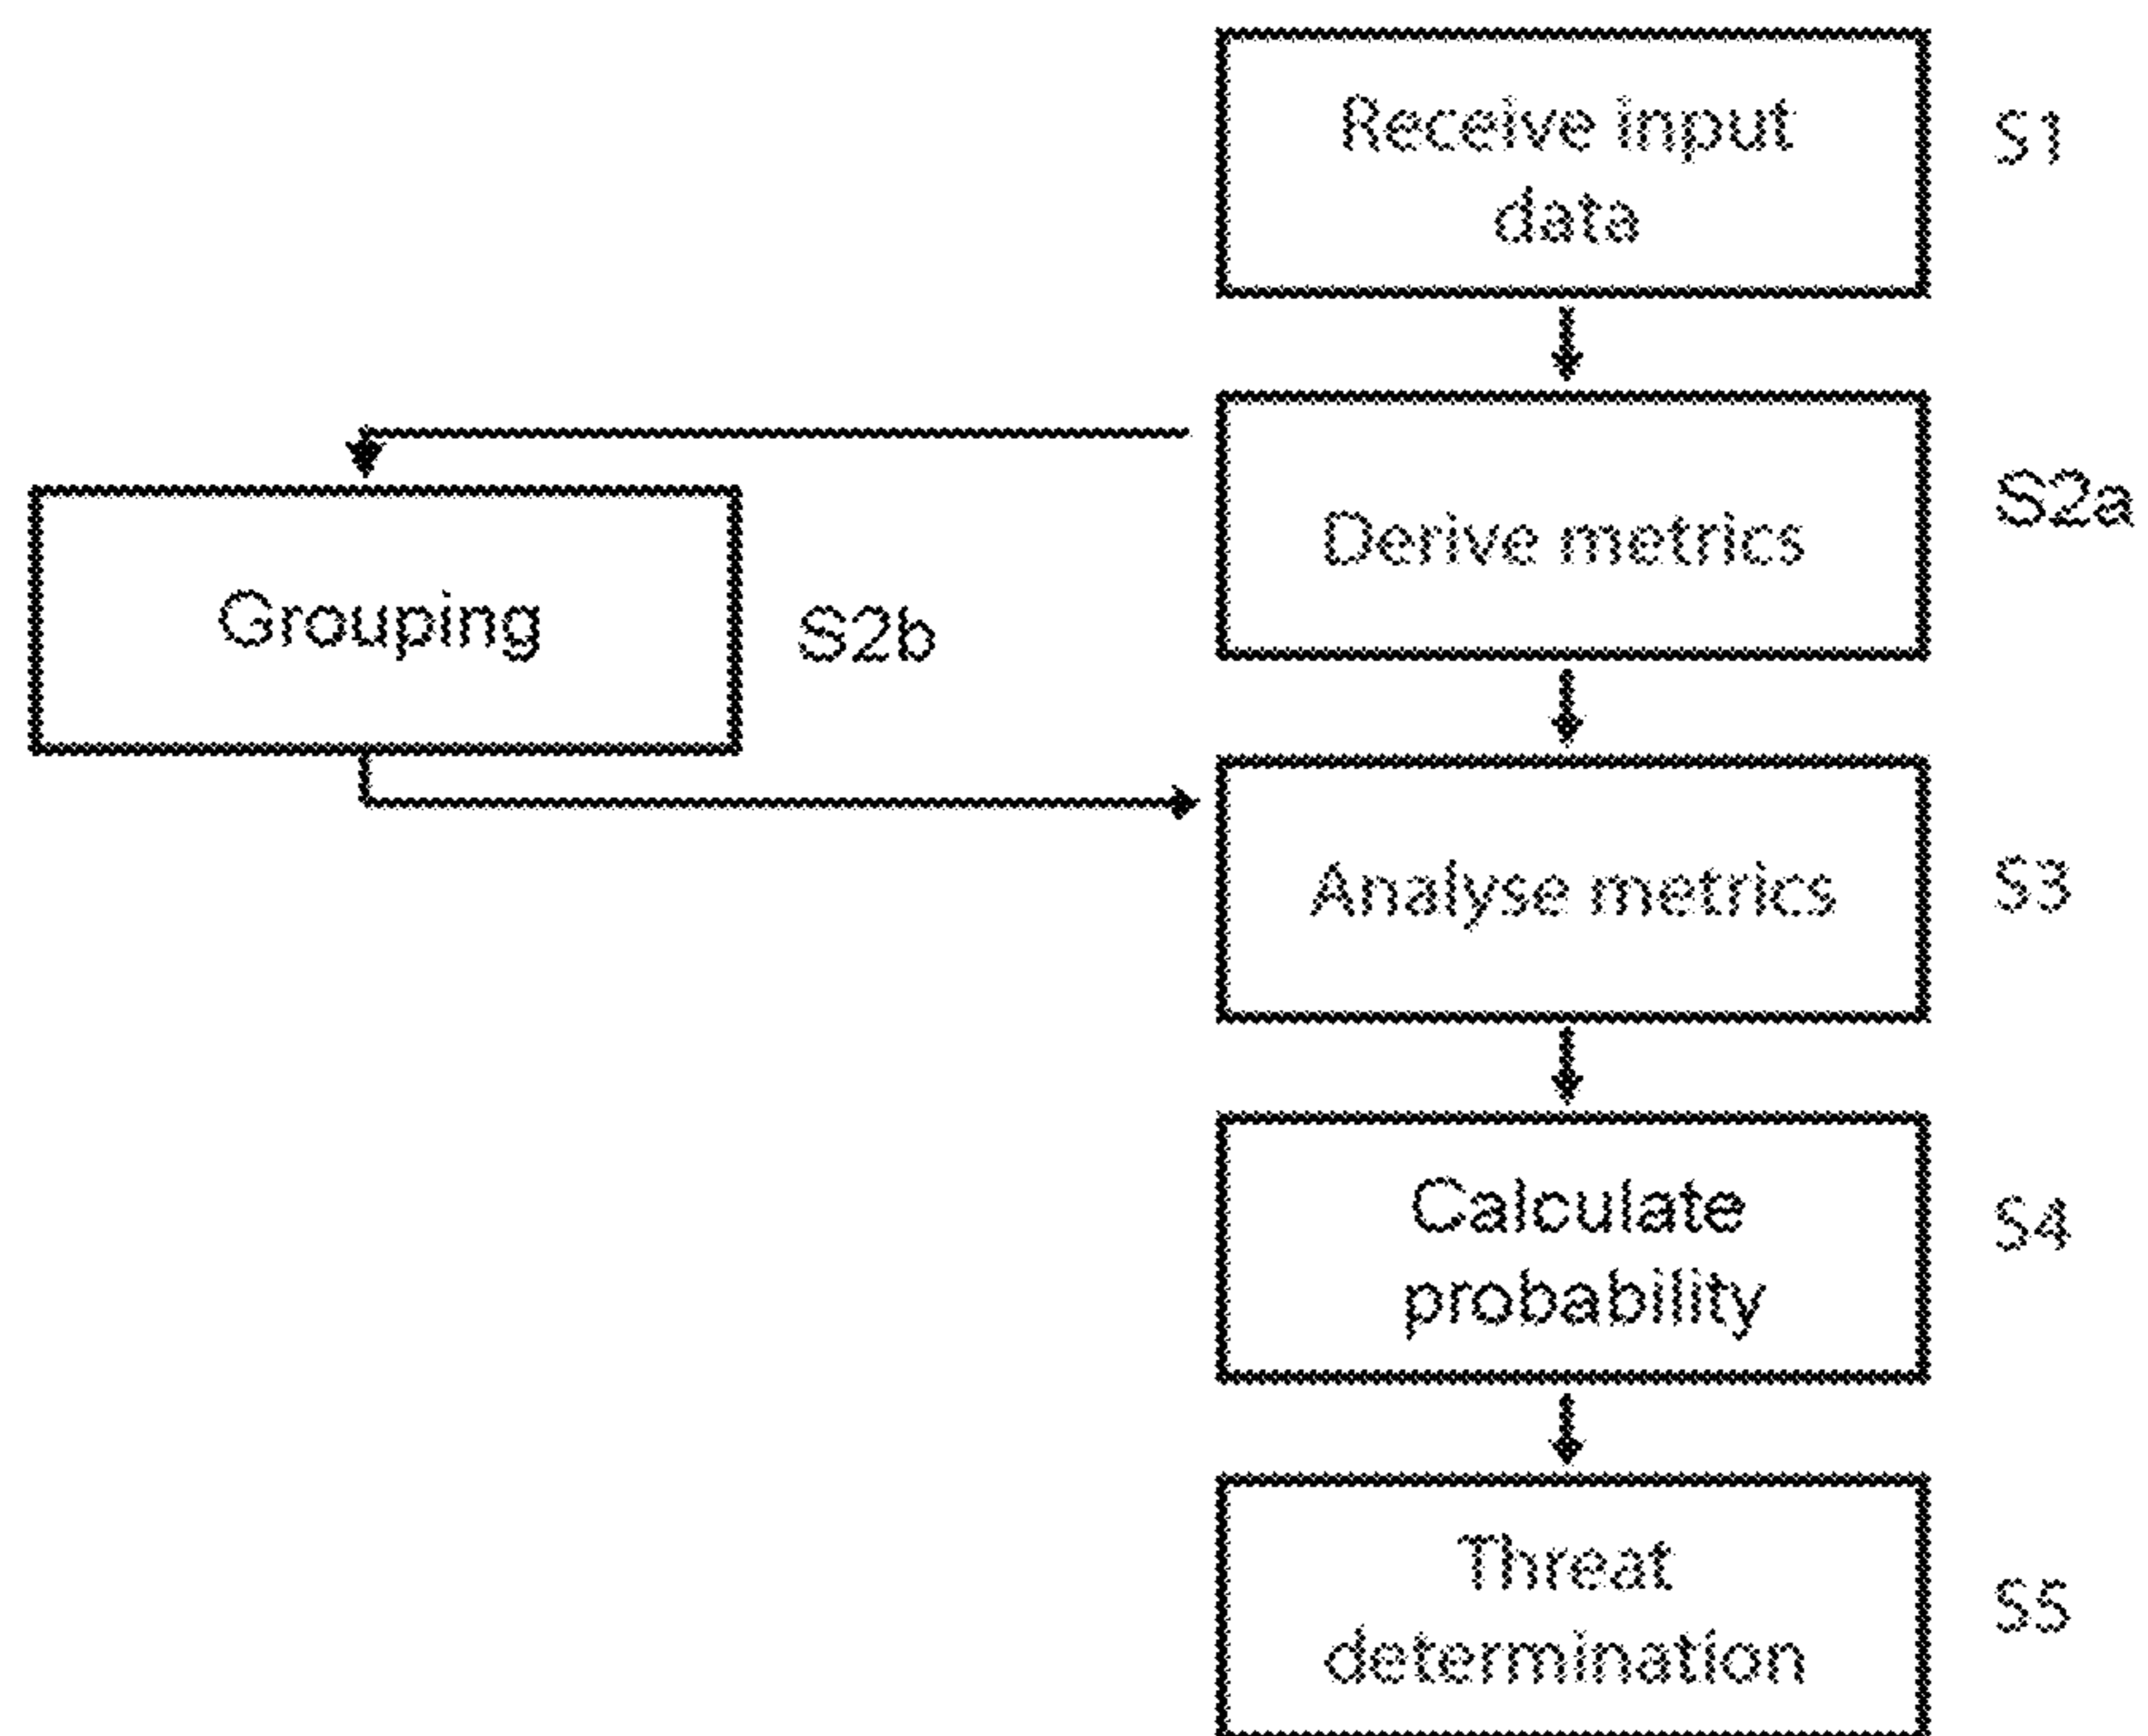 Receive input
data
S1
Derive metrics
S2a
Grouping
S2b
Analyse metrics
S3
Calculate
probability
S4
Threat
determination
S5